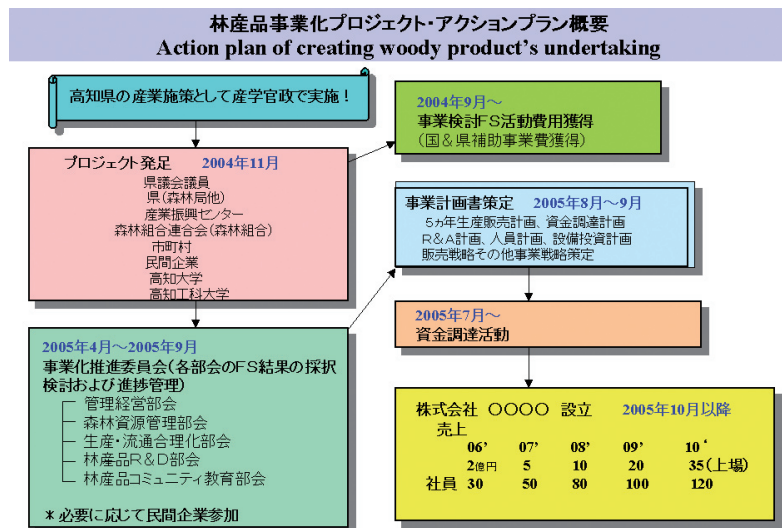 林産品事業化プロジェクト・アクションプラン概要
Action plan of creating woody product's undertaking
高知県の産業施策として産学官政で実施！
2004年9月～
事業検討FS活動費用獲得
(国＆県補助事業費獲得)
プロジェクト発足 2004年11月
県議会議員
県(森林局他)
産業振興センター
森林組合連合会(森林組合)
市町村
民間企業
高知大学
高知工科大学
事業計画書策定 2005年8月～9月
5ヵ年生産販売計画、資金調達計画
R＆A計画、人員計画、設備投資計画
販売戦略その他事業戦略策定
2005年7月～
資金調達活動
2005年4月～2005年9月
事業化推進委員会(各部会のFS結果の採択
検討および進捗管理)
管理経営部会
森林資源管理部会
生産・流通合理化部会
林産品R＆D部会
林産品コミュニティ教育部会
＊必要に応じて民間企業参加
株式会社 〇〇〇〇 設立 2005年10月以降
売上
06’ 07’ 08’ 09’ 10‘
2億円 5 10 20 35(上場)
社員 30 50 80 100 120